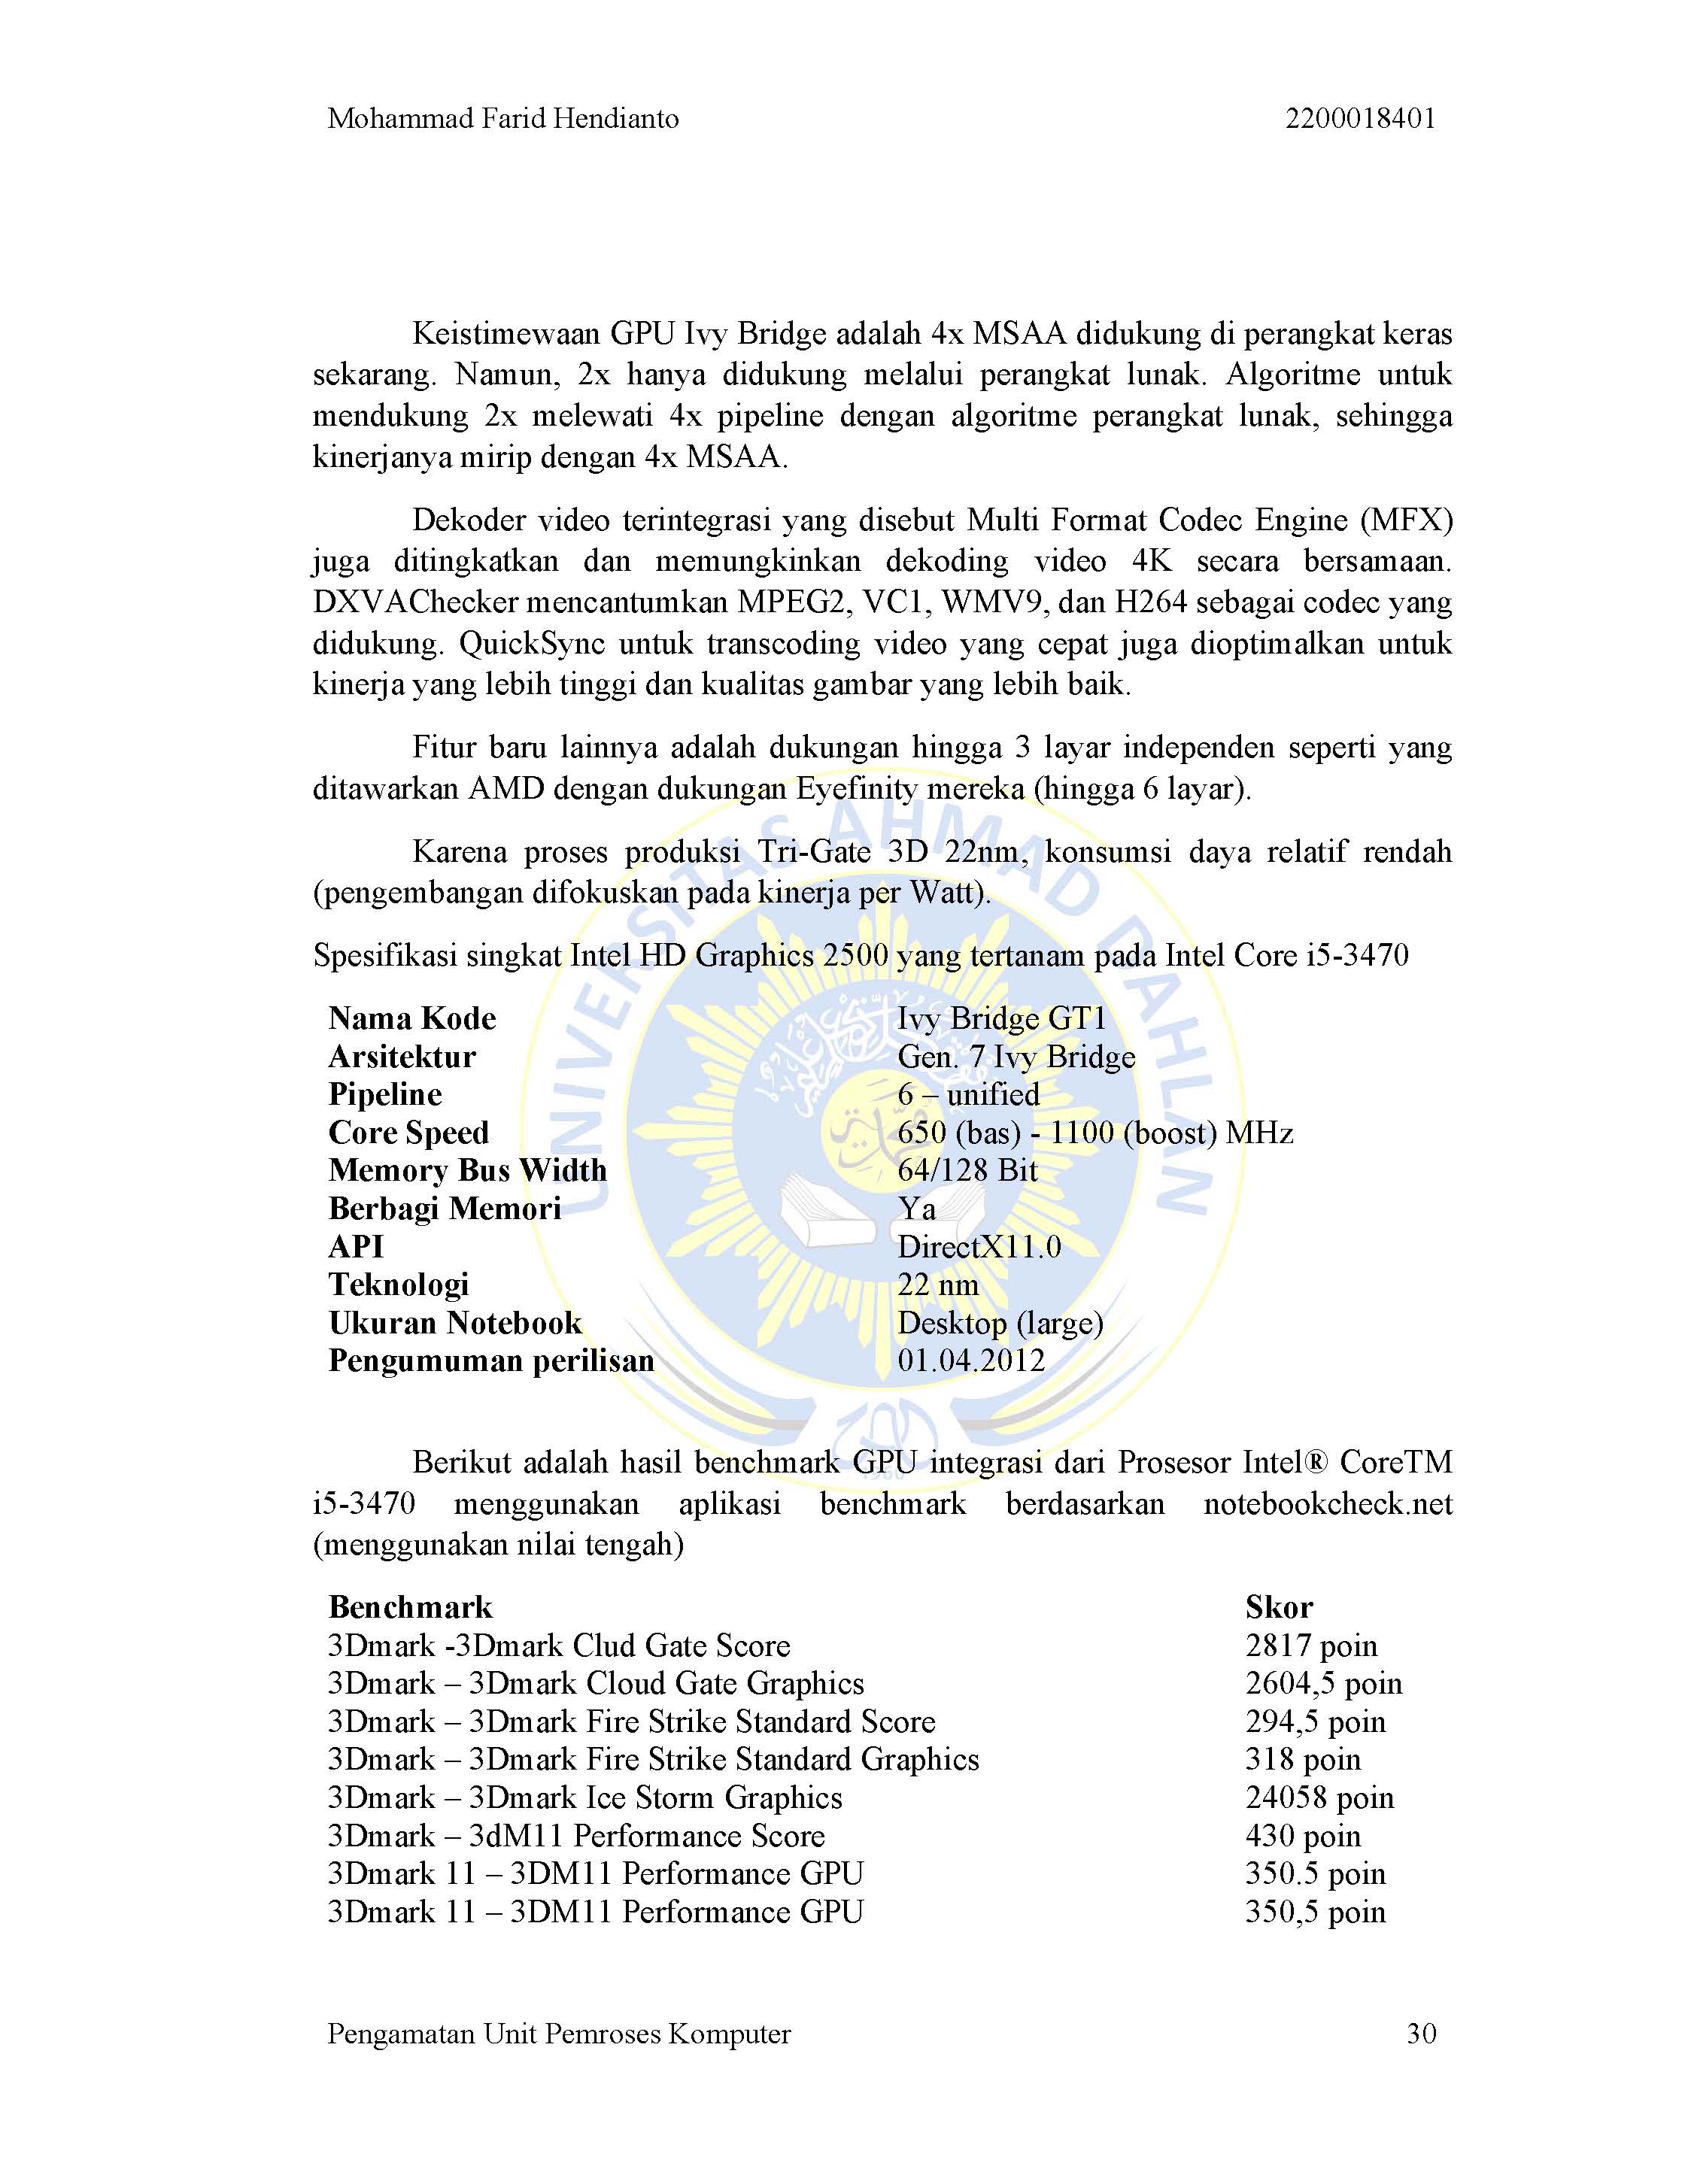 Mohammad Farid Hendianto 2200018401
Keistimewaan GPU Ivy Bridge adalah 4x MSAA didukung di perangkat keras
sekarang. Namun, 2x hanya didukung melalui perangkat lunak. Algoritme untuk
mendukung 2x melewati 4x pipeline dengan algoritme perangkat lunak, sehingga
kinerjanya mirip dengan 4x MSAA.
Dekoder video terintegrasi yang disebut Multi Format Codec Engine (MFX)
juga ditingkatkan dan memungkinkan dekoding video 4K secara bersamaan.
DXVAChecker mencantumkan MPEG2, VC1, WMV9, dan H264 sebagai codec yang
didukung. QuickSync untuk transcoding video yang cepat juga dioptimalkan untuk
kinerja yang lebih tinggi dan kualitas gambar yang lebih baik.
Fitur baru lainnya adalah dukungan hingga 3 layar independen seperti yang
ditawarkan AMD dengan dukungan Eyefinity mereka (hingga 6 layar).
Karena proses produksi Tri-Gate 3D 22nm, konsumsi daya relatif rendah
(pengembangan difokuskan pada kinerja per Watt).
Spesifikasi singkat Intel HD Graphics 2500 yang tertanam pada Intel Core i5-3470
Nama Kode Ivy Bridge GT1
Arsitektur Gen. 7 Ivy Bridge
Pipeline 6 – unified
Core Speed 650 (bas) - 1100 (boost) MHz
Memory Bus Width 64/128 Bit
Berbagi Memori Ya
API DirectX11.0
Teknologi 22 nm
Ukuran Notebook Desktop (large)
Pengumuman perilisan 01.04.2012
UNIVERSITAS AHMAD DAHLAN
1960
Berikut adalah hasil benchmark GPU integrasi dari Prosesor Intel® CoreTM
i5-3470 menggunakan aplikasi benchmark berdasarkan notebookcheck.net
(menggunakan nilai tengah)
Benchmark Skor
3Dmark -3Dmark Clud Gate Score 2817 poin
3Dmark – 3Dmark Cloud Gate Graphics 2604,5 poin
3Dmark – 3Dmark Fire Strike Standard Score 294,5 poin
3Dmark – 3Dmark Fire Strike Standard Graphics 318 poin
3Dmark – 3Dmark Ice Storm Graphics 24058 poin
3Dmark – 3dM11 Performance Score 430 poin
3Dmark 11 – 3DM11 Performance GPU 350.5 poin
3Dmark 11 – 3DM11 Performance GPU 350,5 poin
Pengamatan Unit Pemroses Komputer 30